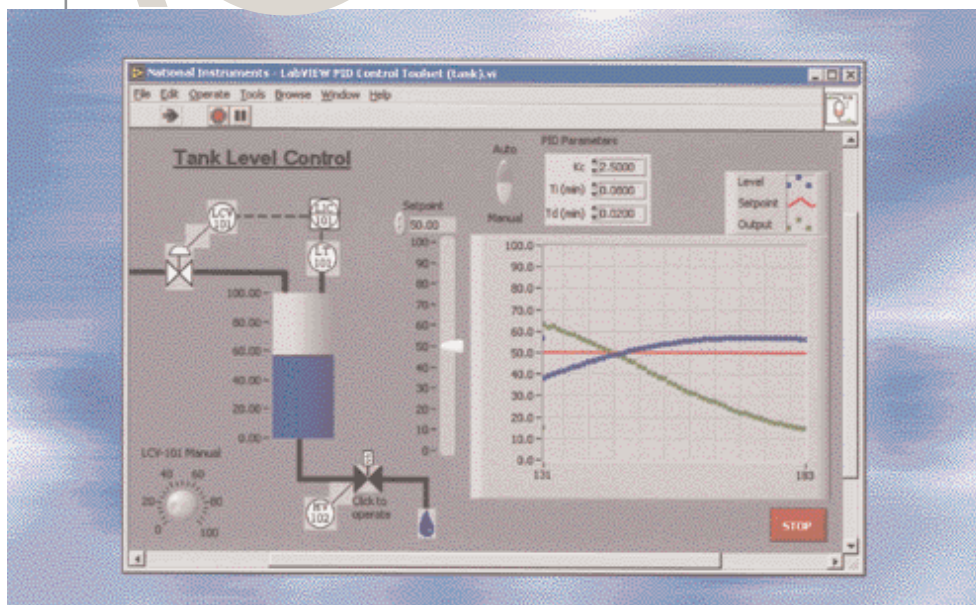 National Instruments - LabVIEW PID Control Toolset (tank).vi
File Edit Operate Tools Browse Window Help
Tank Level Control
Auto
Manual
PID Parameters
Kc 2.5000
Ti (min) 0.0800
Td (min) 0.0200
Level
Setpoint
Output
LCV
101
LIC
101
LT
101
Setpoint
50.00
100.00
80.00
60.00
40.00
20.00
0.00
100
90
80
70
60
50
40
30
20
10
0
100.0
90.0
80.0
70.0
60.0
50.0
40.0
30.0
20.0
10.0
0.0
131
183
LCV-101 Manual
0
20
40
60
80
100
S
HV
102
Click to
operate
STOP